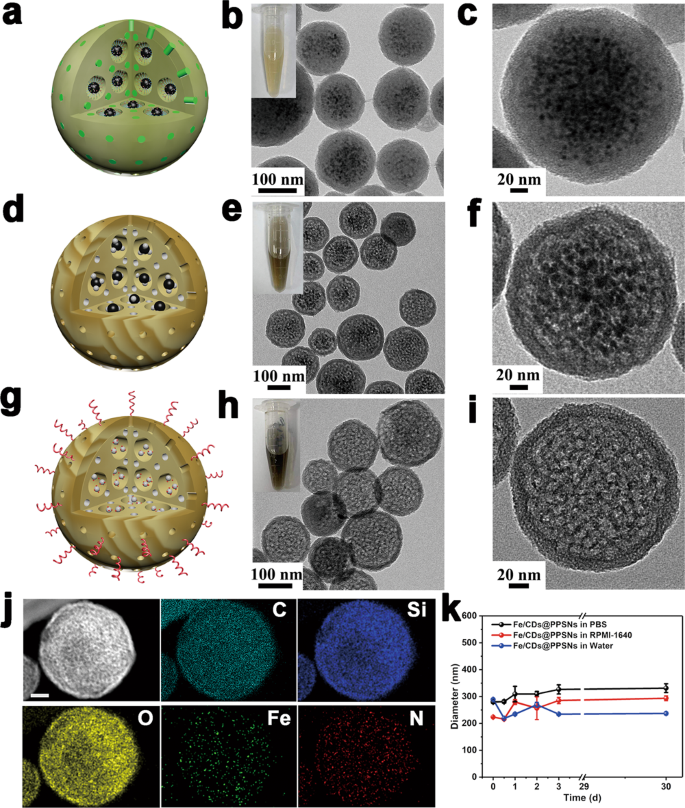 a
b
100 nm
c
20 nm
d
e
100 nm
f
20 nm
g
h
100 nm
i
20 nm
j
C
Si
O
Fe
N
k
Fe/CDs@PPSNs in PBS
Fe/CDs@PPSNs in RPMI-1640
Fe/CDs@PPSNs in Water
Diameter (nm)
600
500
400
300
200
100
0
0 1 2 3 29 30
Time (d)